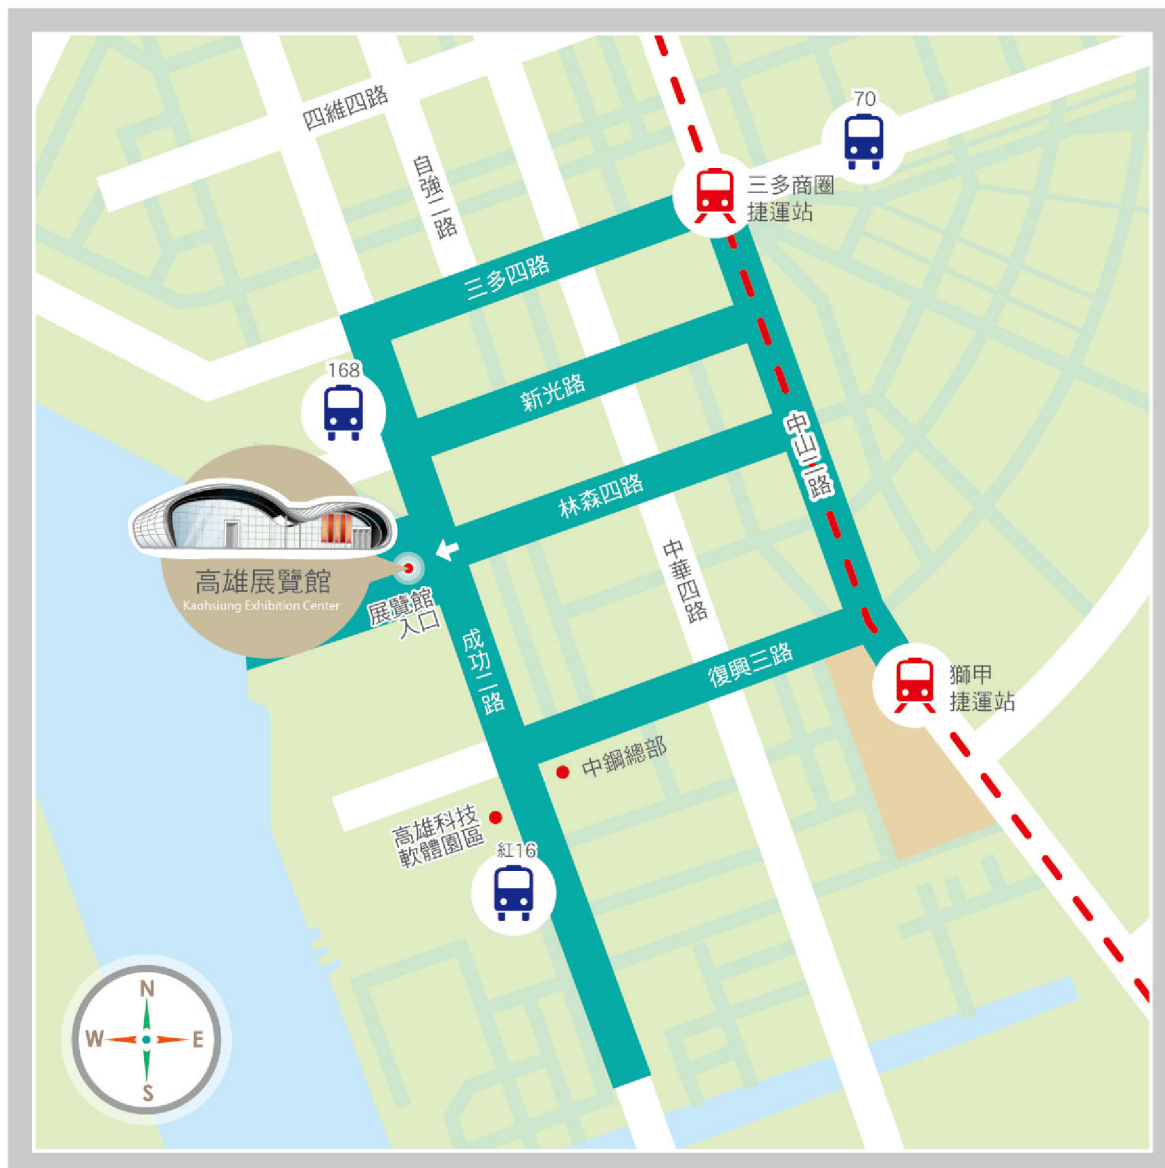 70
四維四路
自強二路
三多商圈
捷運站
三多四路
168
新光路
中山二路
林森四路
高雄展覽館
Kaohsiung Exhibition Center
展覽館
入口
中華四路
成功二路
復興三路
獅甲
捷運站
中鋼總部
高雄科技
軟體園區
紅16
N
W
E
S